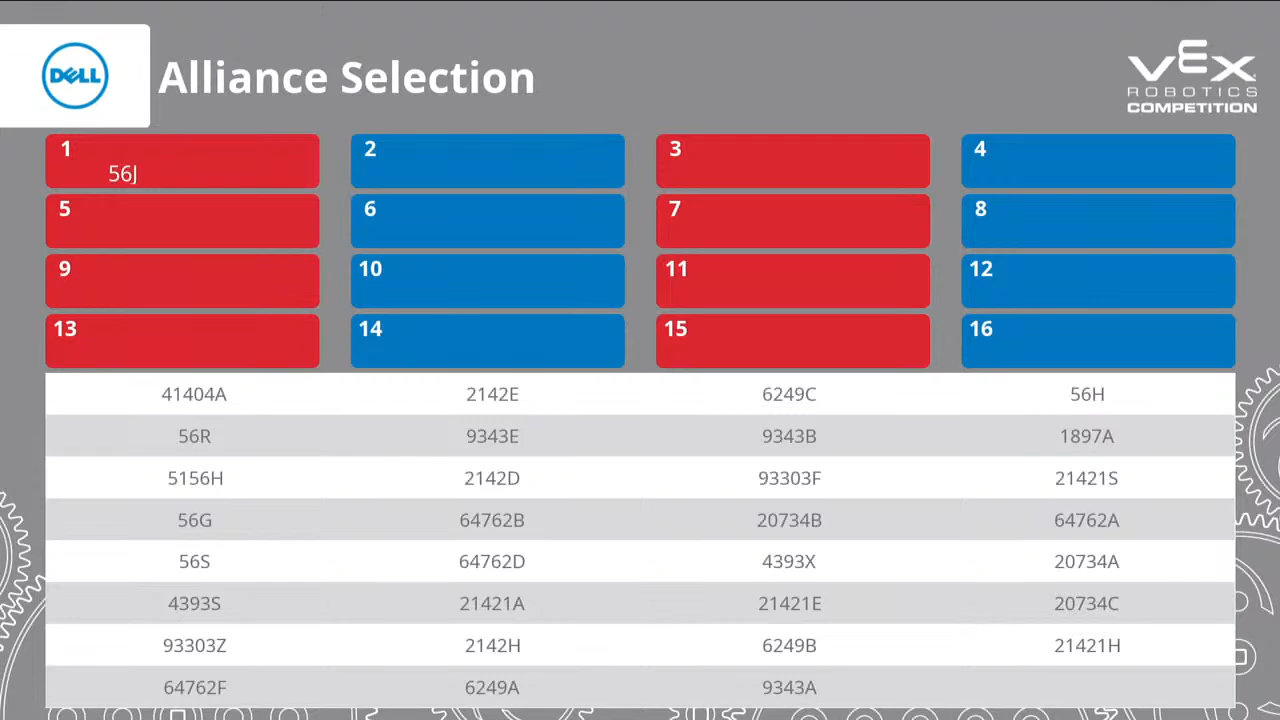 DELL
Alliance Selection
VEX
ROBOTICS
COMPETITION
1 2 3 4
56J
5 6 7 8
9 10 11 12
13 14 15 16
41404A 2142E 6249C 56H
56R 9343E 9343B 1897A
5156H 2142D 93303F 21421S
56G 64762B 20734B 64762A
56S 64762D 4393X 20734A
4393S 21421A 21421E 20734C
93303Z 2142H 6249B 21421H
64762F 6249A 9343A